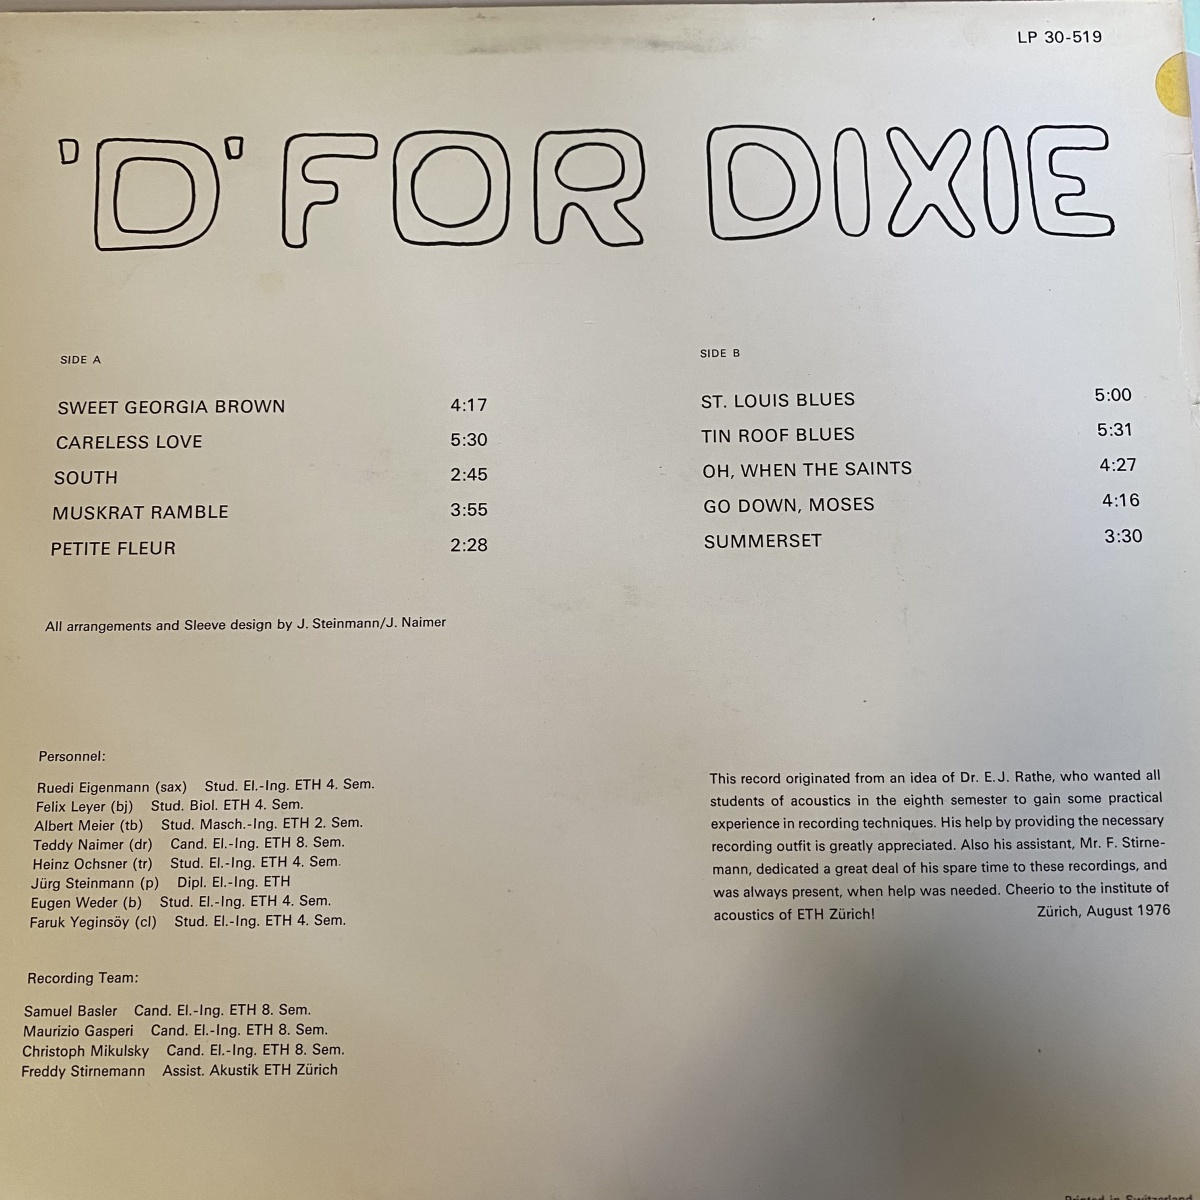 LP 30-519
'D' FOR DIXIE
SIDE A
SWEET GEORGIA BROWN 4:17
CARELESS LOVE 5:30
SOUTH 2:45
MUSKRAT RAMBLE 3:55
PETITE FLEUR 2:28
SIDE B
ST. LOUIS BLUES 5:00
TIN ROOF BLUES 5:31
OH, WHEN THE SAINTS 4:27
GO DOWN, MOSES 4:16
SUMMERSET 3:30
All arrangements and Sleeve design by J. Steinmann/J. Naimer
Personnel:
Ruedi Eigenmann (sax) Stud. El.-Ing. ETH 4. Sem.
Felix Leyer (bj) Stud. Biol. ETH 4. Sem.
Albert Meier (tb) Stud. Masch.-Ing. ETH 2. Sem.
Teddy Naimer (dr) Cand. El.-Ing. ETH 8. Sem.
Heinz Ochsner (tr) Stud. El.-Ing. ETH 4. Sem.
Jürg Steinmann (p) Dipl. El.-Ing. ETH
Eugen Weder (b) Stud. El.-Ing. ETH 4. Sem.
Faruk Yeginsöy (cl) Stud. El.-Ing. ETH 4. Sem.
Recording Team:
Samuel Basler Cand. El.-Ing. ETH 8. Sem.
Maurizio Gasperi Cand. El.-Ing. ETH 8. Sem.
Christoph Mikulsky Cand. El.-Ing. ETH 8. Sem.
Freddy Stirnemann Assist. Akustik ETH Zürich
This record originated from an idea of Dr. E.J. Rathe, who wanted all
students of acoustics in the eighth semester to gain some practical
experience in recording techniques. His help by providing the necessary
recording outfit is greatly appreciated. Also his assistant, Mr. F. Stirne-
mann, dedicated a great deal of his spare time to these recordings, and
was always present, when help was needed. Cheerio to the institute of
acoustics of ETH Zürich! Zürich, August 1976
Printed in Switzerland